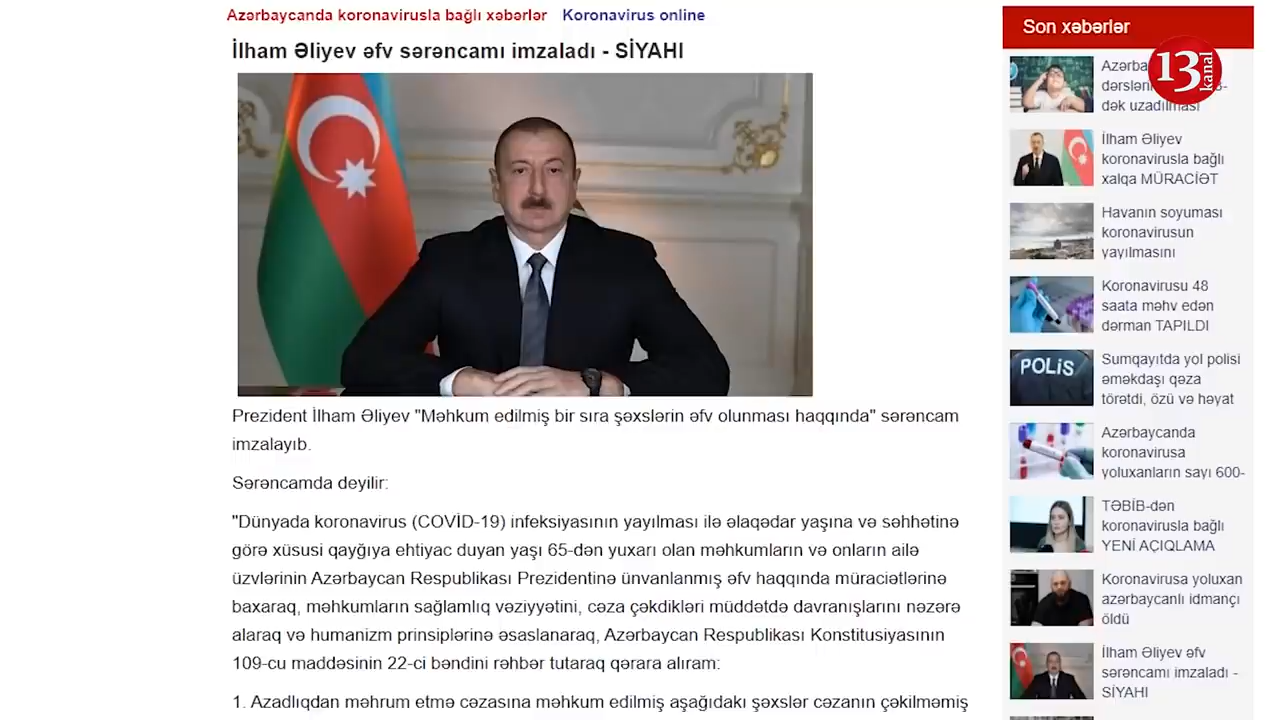 Azərbaycanda koronavirusla bağlı xəbərlər Koronavirus online
İlham Əliyev əfv sərəncamı imzaladı - SİYAHI
Prezident İlham Əliyev "Məhkum edilmiş bir sıra şəxslərin əfv olunması haqqında" sərəncam
imzalayıb.
Sərəncamda deyilir:
"Dünyada koronavirus (COVİD-19) infeksiyasının yayılması ilə əlaqədar yaşına və səhhətinə
görə xüsusi qayğıya ehtiyac duyan yaşı 65-dən yuxarı olan məhkumların və onların ailə
üzvlərinin Azərbaycan Respublikası Prezidentinə ünvanlanmış əfv haqqında müraciətlərinə
baxaraq, məhkumların sağlamlıq vəziyyətini, cəza çəkdikləri müddətdə davranışlarını nəzərə
alaraq və humanizm prinsiplərinə əsaslanaraq, Azərbaycan Respublikası Konstitusiyasının
109-cu maddəsinin 22-ci bəndini rəhbər tutaraq qərara alıram:
1. Azadlıqdan məhrum etmə cəzasına məhkum edilmiş aşağıdakı şəxslər cəzanın çəkilməmiş
Son xəbərlər
13 kanal
dək uzadılması
İlham Əliyev
koronavirusla bağlı
xalqa MÜRACİƏT
Havanın soyuması
koronavirusun
yayılmasını
Koronavirusu 48
saata məhv edən
dərman TAPILDI
POLİS
Sumqayıtda yol polisi
əməkdaşı qəza
törətdi, özü və həyat
Azərbaycanda
koronavirusa
yoluxanların sayı 600-
TƏBİB-dən
koronavirusla bağlı
YENİ AÇIQLAMA
Koronavirusa yoluxan
azərbaycanlı idmançı
öldü
İlham Əliyev əfv
sərəncamı imzaladı -
SİYAHI